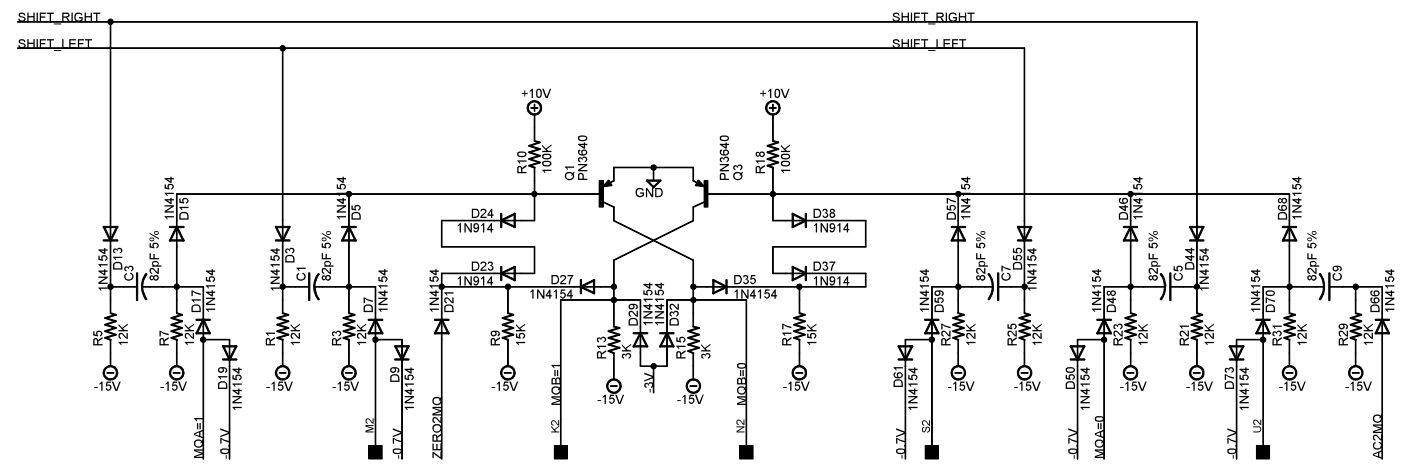 SHIFT_RIGHT
SHIFT_RIGHT
SHIFT_LEFT
SHIFT_LEFT
+10V
+10V
R10
100K
Q1
PN3640
GND
PN3640
Q3
R18
100K
1N4154
D15
1N4154
D5
D24
1N914
D38
1N914
D57
1N4154
D46
1N4154
D68
1N4154
1N4154
D13
C3
82pF 5%
1N4154
D3
C1
82pF 5%
D23
1N914
D27
1N4154
D35
1N4154
D37
1N914
82pF 5%
C7
D55
1N4154
82pF 5%
C5
D44
1N4154
82pF 5%
C9
D17
1N4154
D7
1N4154
D21
1N4154
D29
1N4154
1N4154
D32
1N4154
D59
1N4154
D48
1N4154
D70
D66
1N4154
R5
12K
R7
12K
R1
12K
R3
12K
R9
15K
R13
3K
R15
3K
R17
15K
R27
12K
R25
12K
R23
12K
R21
12K
R31
12K
R29
12K
-15V
-15V
D19
1N4154
-15V
-15V
D9
1N4154
-15V
-15V
-3V
-15V
-15V
D61
1N4154
-15V
-15V
D50
1N4154
-15V
-15V
D73
1N4154
-15V
-15V
MQA=1
-0.7V
M2
-0.7V
ZERO2MQ
K2
MQB=1
N2
MQB=0
-0.7V
S2
-0.7V
MQA=0
-0.7V
U2
AC2MQ